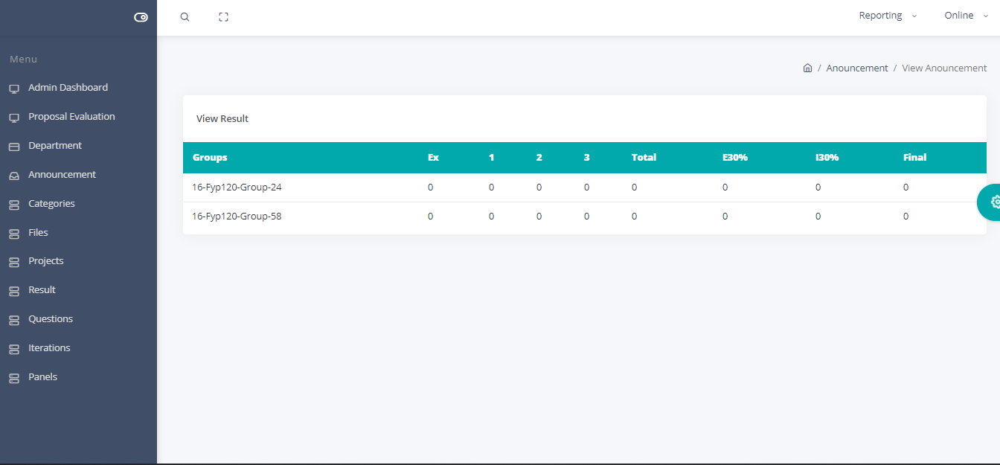 Reporting Online
Menu
Anouncement / View Anouncement
Admin Dashboard
Proposal Evaluation
Department
Announcement
Categories
Files
Projects
Result
Questions
Iterations
Panels
View Result
Groups Ex 1 2 3 Total E30% I30% Final
16-Fyp120-Group-24 0 0 0 0 0 0 0 0
16-Fyp120-Group-58 0 0 0 0 0 0 0 0